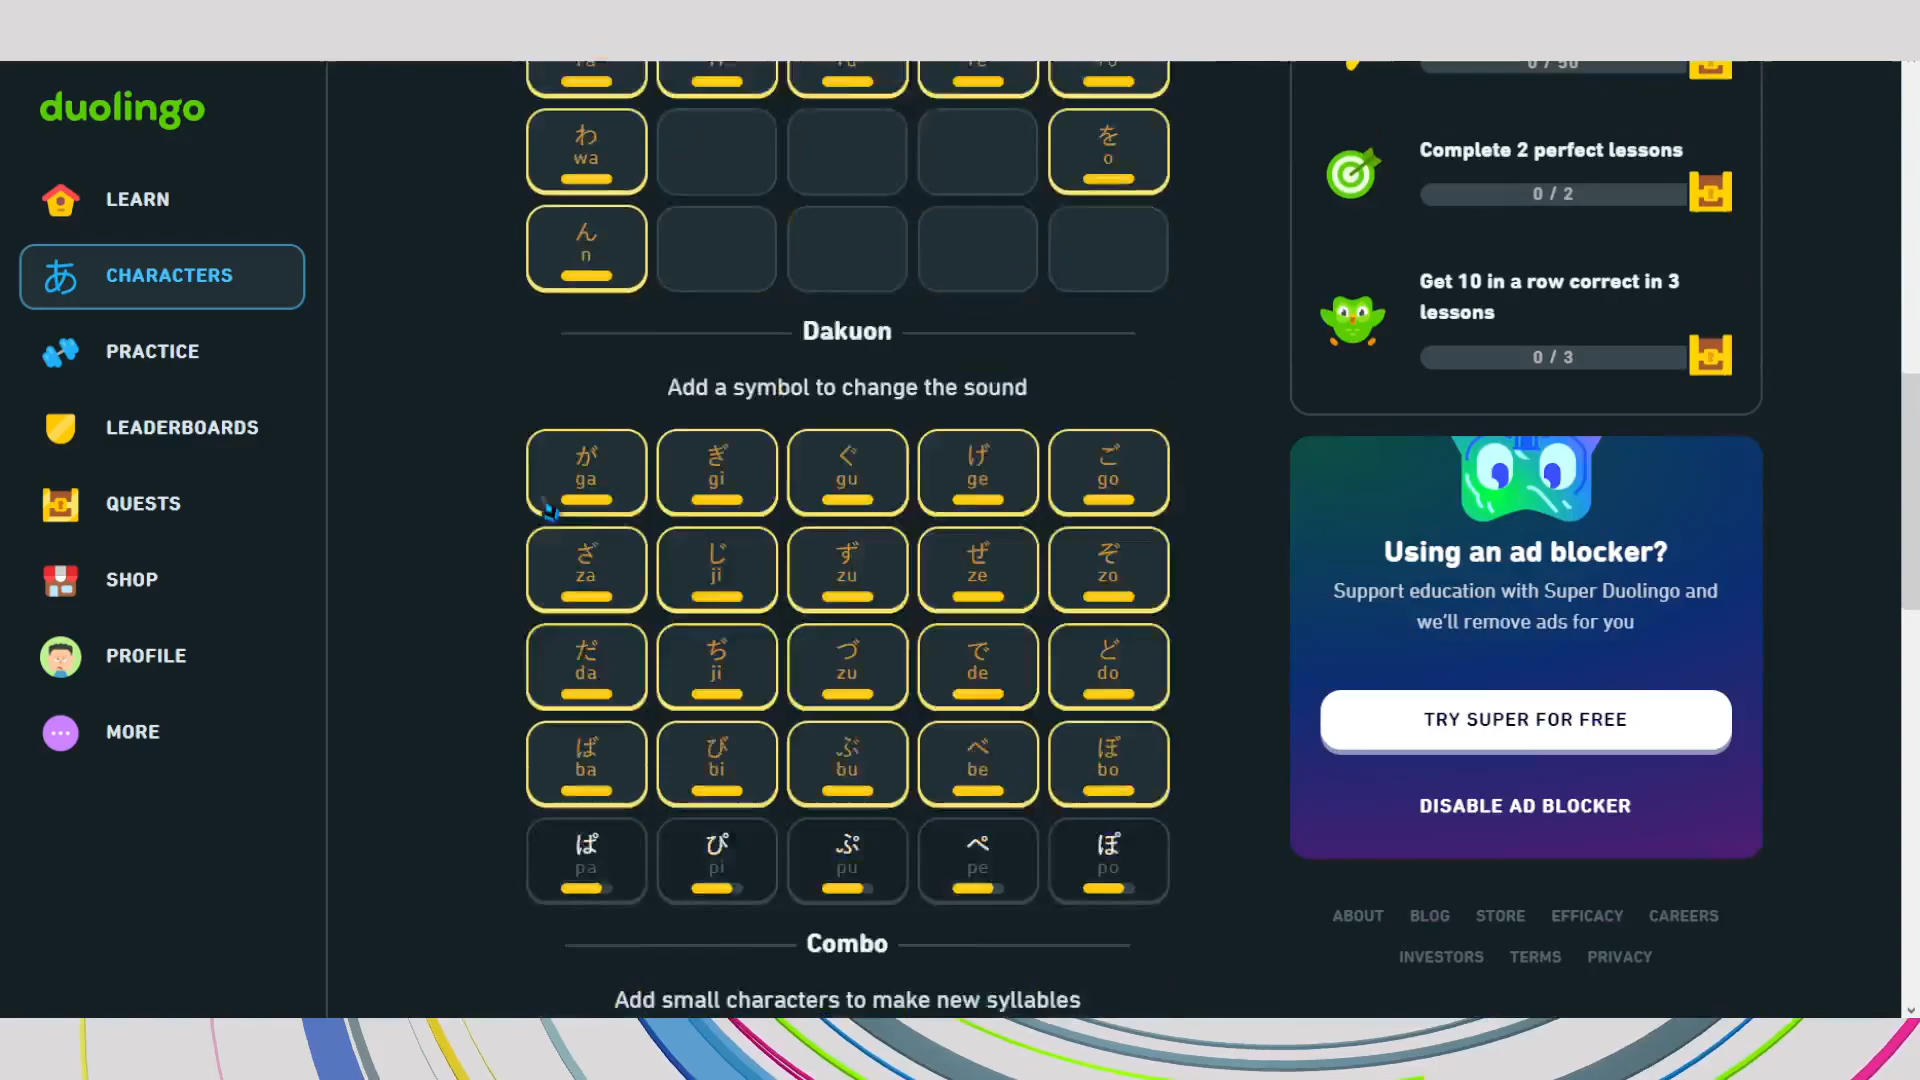 duolingo
LEARN
CHARACTERS
PRACTICE
LEADERBOARDS
QUESTS
SHOP
PROFILE
MORE
わ を
wa o
ん
n
Dakuon
Add a symbol to change the sound
が ぎ ぐ げ ご
ga gi gu ge go
ざ じ ず ぜ ぞ
za ji zu ze zo
だ ぢ づ で ど
da ji zu de do
ば び ぶ べ ぼ
ba bi bu be bo
ぱ ぴ ぷ ぺ ぽ
pa pi pu pe po
Combo
Add small characters to make new syllables
0 / 50
Complete 2 perfect lessons
0 / 2
Get 10 in a row correct in 3
lessons
0 / 3
Using an ad blocker?
Support education with Super Duolingo and
we'll remove ads for you
TRY SUPER FOR FREE
DISABLE AD BLOCKER
ABOUT BLOG STORE EFFICACY CAREERS
INVESTORS TERMS PRIVACY